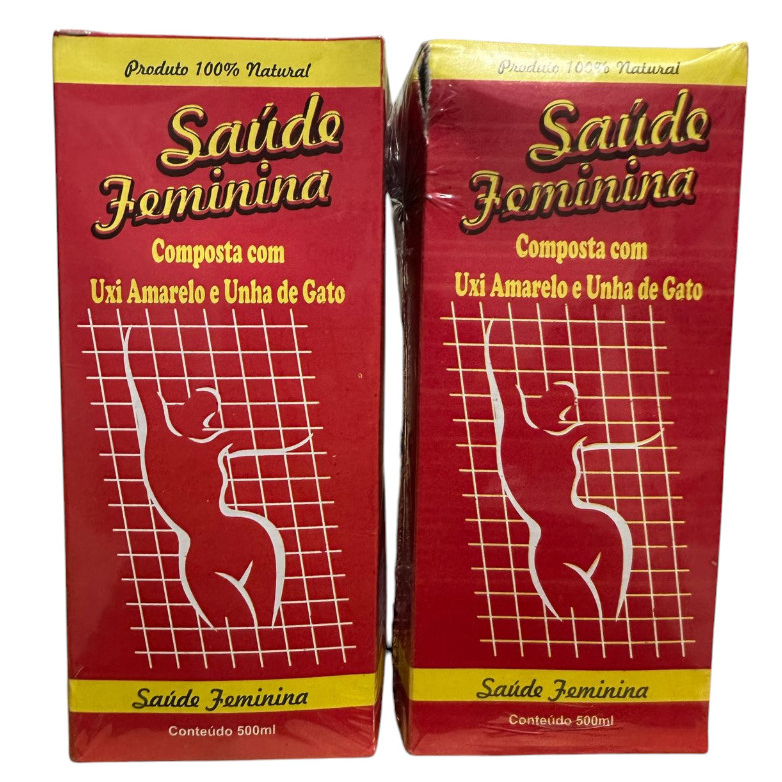 Produto 100% Natural
Saúde
Feminina
Composta com
Uxi Amarelo e Unha de Gato
Saúde Feminina
Conteúdo 500ml
Produto 100% Natural
Saúde
Feminina
Composta com
Uxi Amarelo e Unha de Gato
Saúde Feminina
Conteúdo 500ml